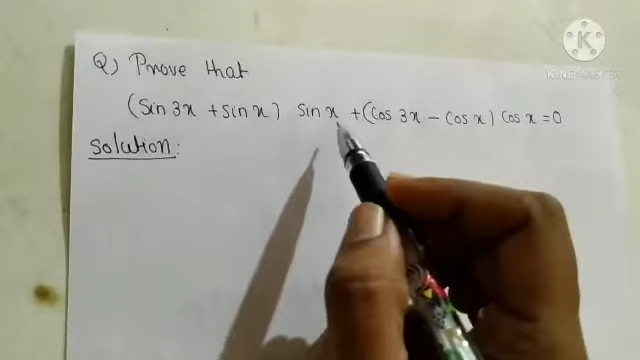 Q) Prove that
(Sin 3x + Sin x) Sin x + (Cos 3x - Cos x) Cos x = 0
Solution:
K
KINEMASTER